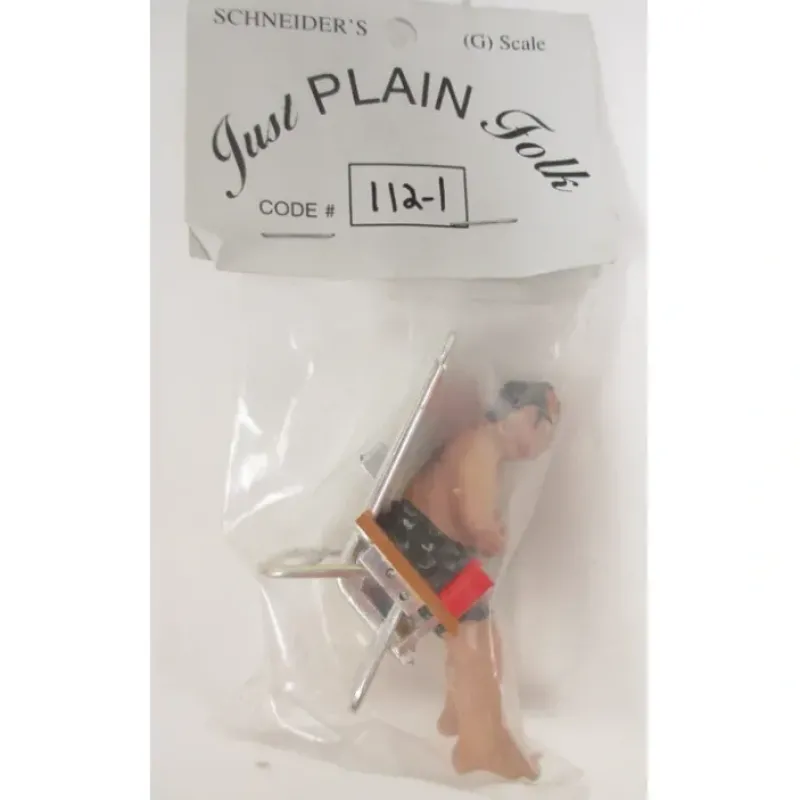 SCHNEIDER'S
(G) Scale
Just PLAIN Folk
CODE # 112-1